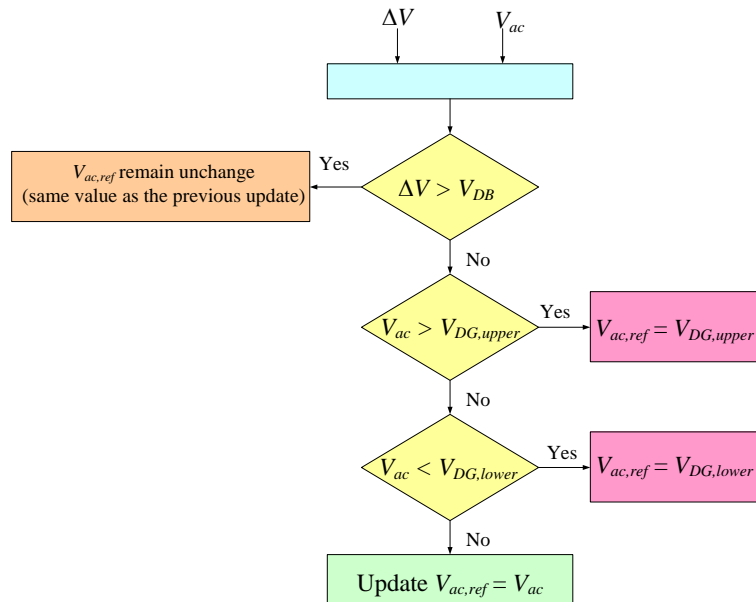 ΔV
V_ac
V_ac,ref remain unchange
(same value as the previous update)
Yes
ΔV > V_DB
No
V_ac > V_DG,upper
Yes
V_ac,ref = V_DG,upper
No
V_ac < V_DG,lower
Yes
V_ac,ref = V_DG,lower
No
Update V_ac,ref = V_ac